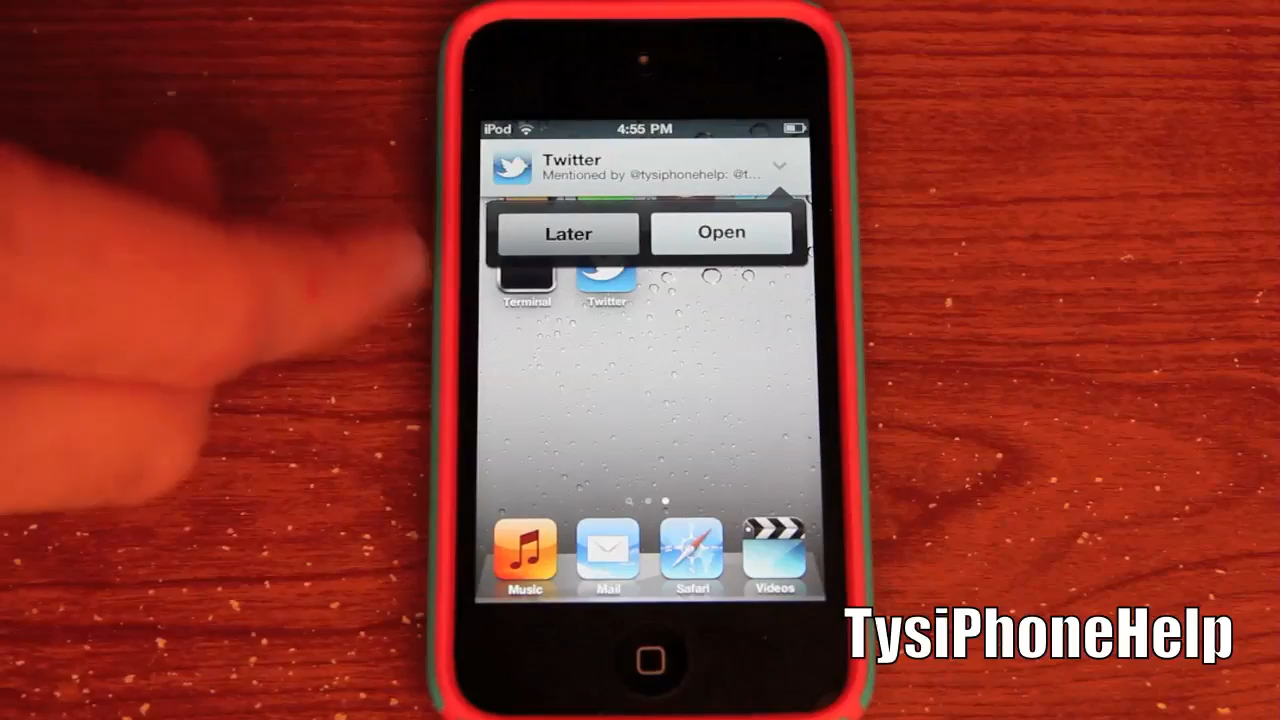 iPod 4:55 PM
Twitter
Mentioned by @tysiphonehelp: @t...
Later Open
Terminal Twitter
Music Mail Safari Videos
TysiPhoneHelp